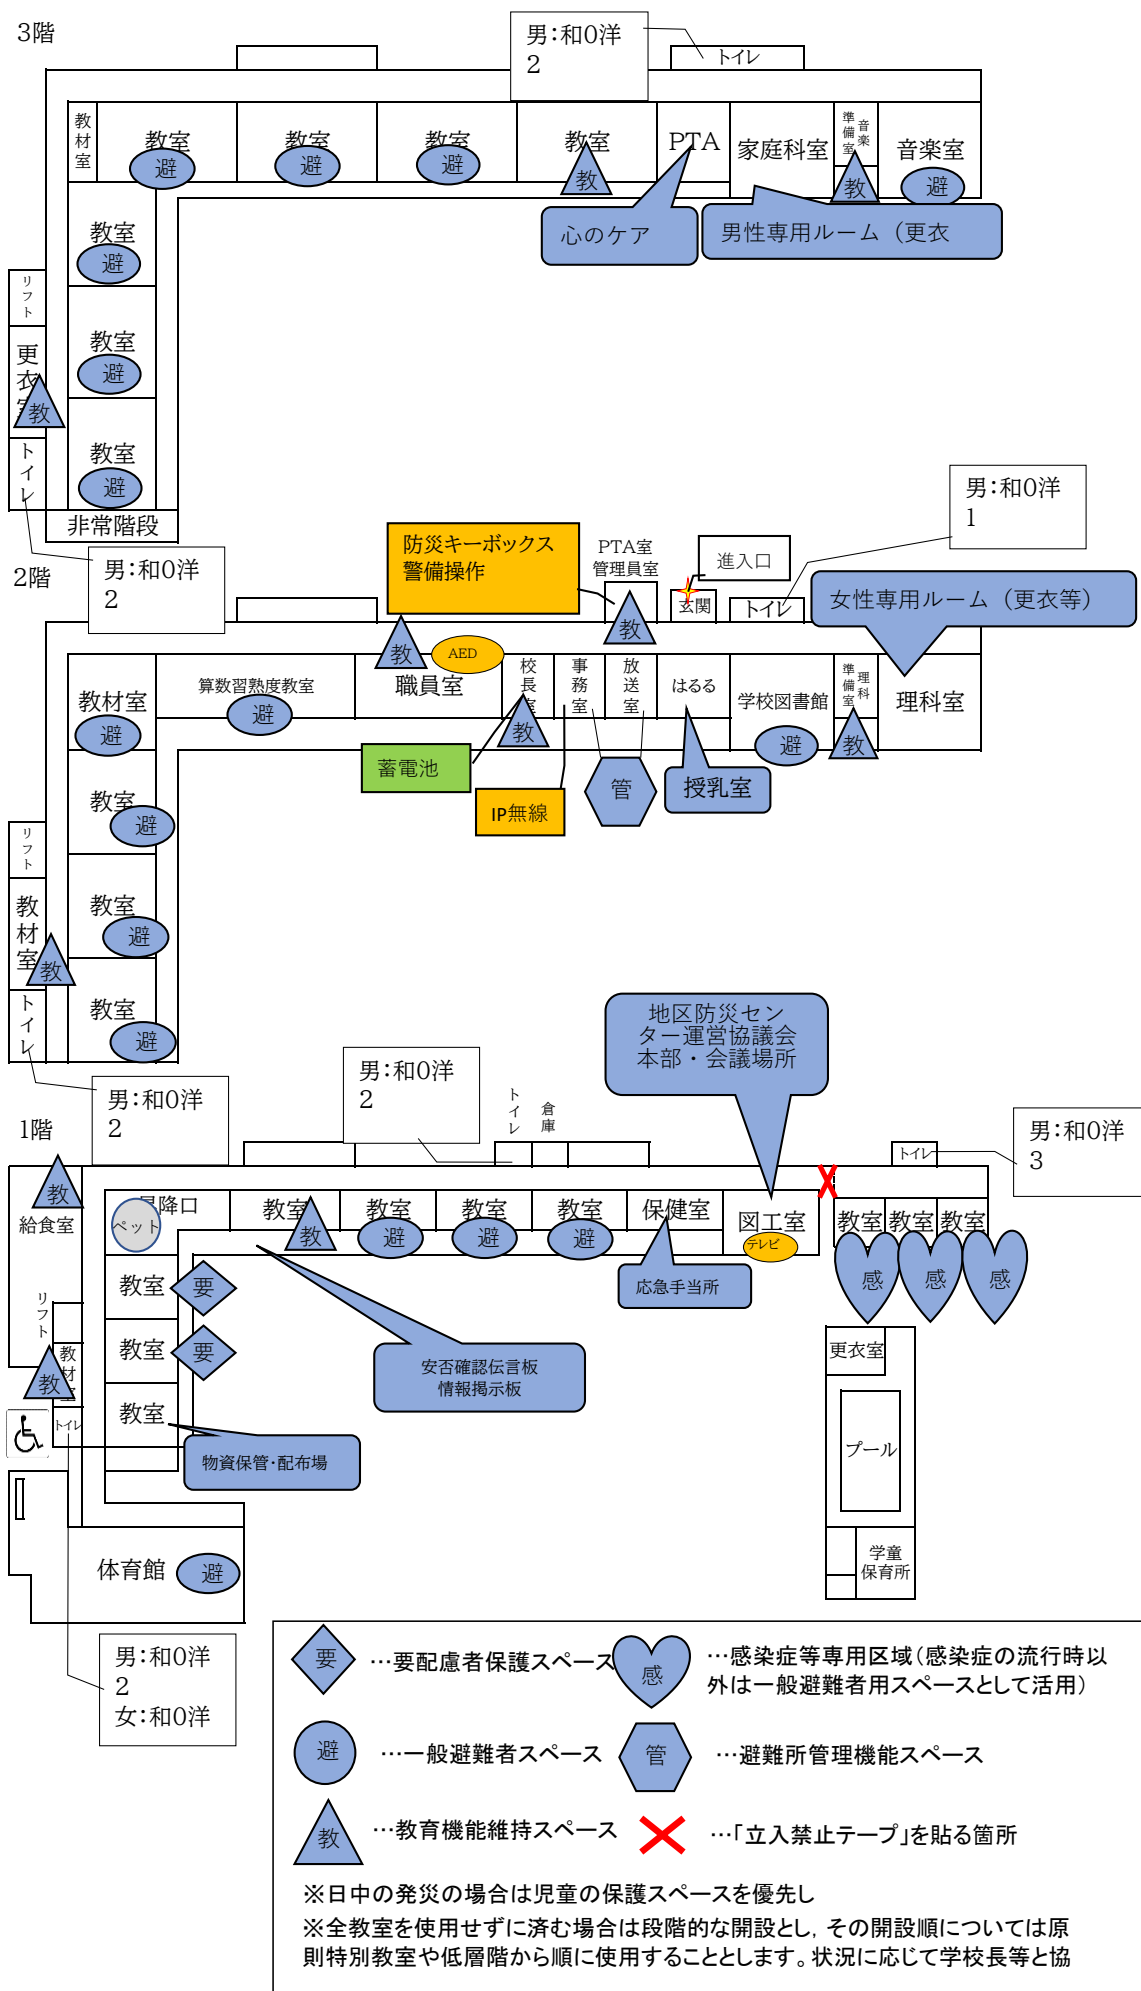 3階
男：和0洋
2
トイレ
教材室
教室
避
教室
避
教室
避
教室
教
PTA
家庭科室
音楽準備室
教
音楽室
避
心のケア
男性専用ルーム（更衣
教室
避
教室
避
教室
避
リフト
更衣室
教
トイレ
非常階段
男：和0洋
2
2階
防災キーボックス
警備操作
PTA室
管理員室
教
進入口
玄関
トイレ
男：和0洋
1
女性専用ルーム（更衣等）
教材室
避
算数習熟度教室
避
教
職員室
AED
校長室
教
事務室
放送室
はるる
学校図書館
避
理科準備室
教
理科室
蓄電池
IP無線
管
授乳室
教室
避
教室
避
教室
避
リフト
教材室
教
トイレ
男：和0洋
2
1階
男：和0洋
2
トイレ
倉庫
地区防災セン
ター運営協議会
本部・会議場所
トイレ
男：和0洋
3
教
給食室
昇降口
ペット
教室
教
教室
避
教室
避
教室
避
保健室
図工室
テレビ
教室
感
教室
感
教室
感
応急手当所
教室
要
教室
要
教室
安否確認伝言板
情報掲示板
物資保管・配布場
リフト
教材室
教
トイレ
更衣室
プール
学童
保育所
体育館
避
男：和0洋
2
女：和0洋
要 …要配慮者保護スペース
感 …感染症等専用区域（感染症の流行時以
外は一般避難者用スペースとして活用）
避 …一般避難者スペース
管 …避難所管理機能スペース
教 …教育機能維持スペース
…「立入禁止テープ」を貼る箇所
※日中の発災の場合は児童の保護スペースを優先し
※全教室を使用せずに済む場合は段階的な開設とし，その開設順については原
則特別教室や低層階から順に使用することとします。状況に応じて学校長等と協